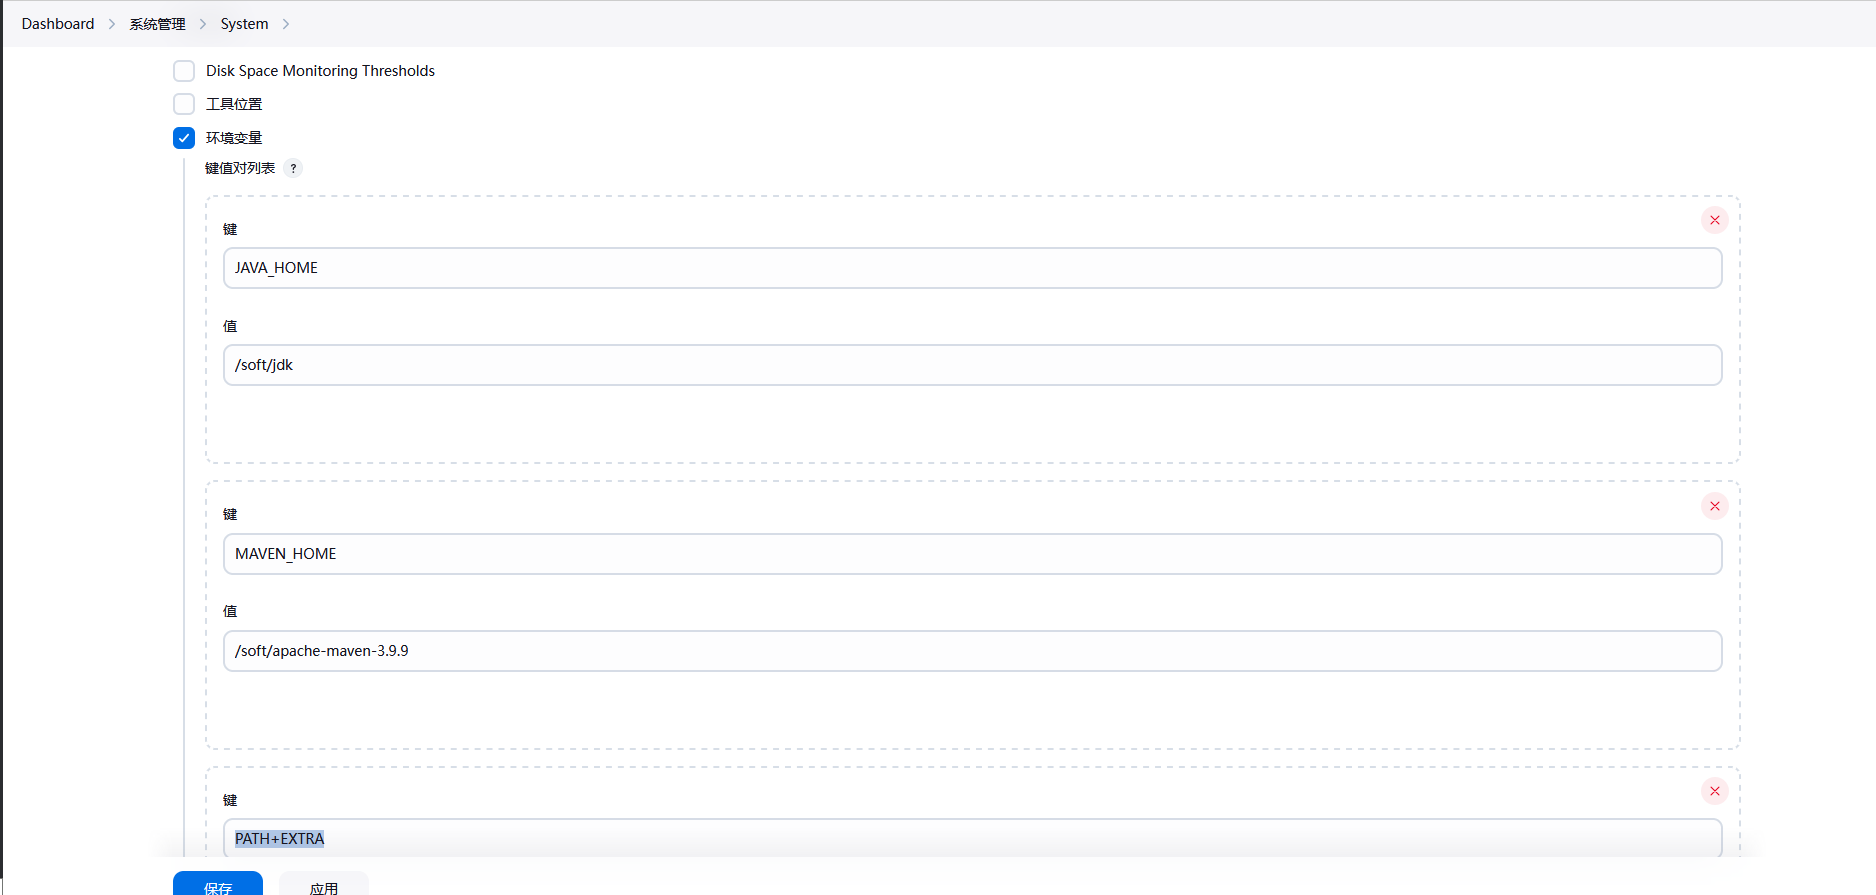 Dashboard 系统管理 System
Disk Space Monitoring Thresholds
工具位置
环境变量
键值对列表 ?
键
JAVA_HOME
值
/soft/jdk
键
MAVEN_HOME
值
/soft/apache-maven-3.9.9
键
PATH+EXTRA
保存 应用